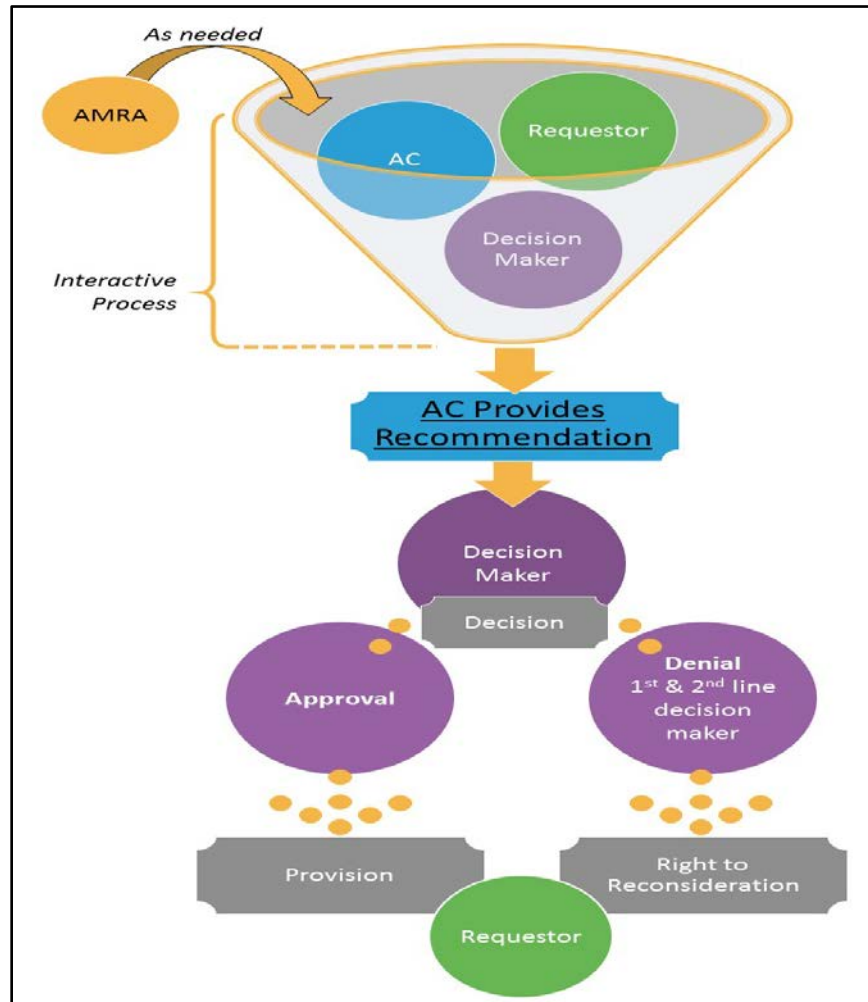 As needed
AMRA
Requestor
AC
Decision
Maker
Interactive
Process
AC Provides
Recommendation
Decision
Maker
Decision
Approval
Denial
1st & 2nd line
decision
maker
Provision
Right to
Reconsideration
Requestor